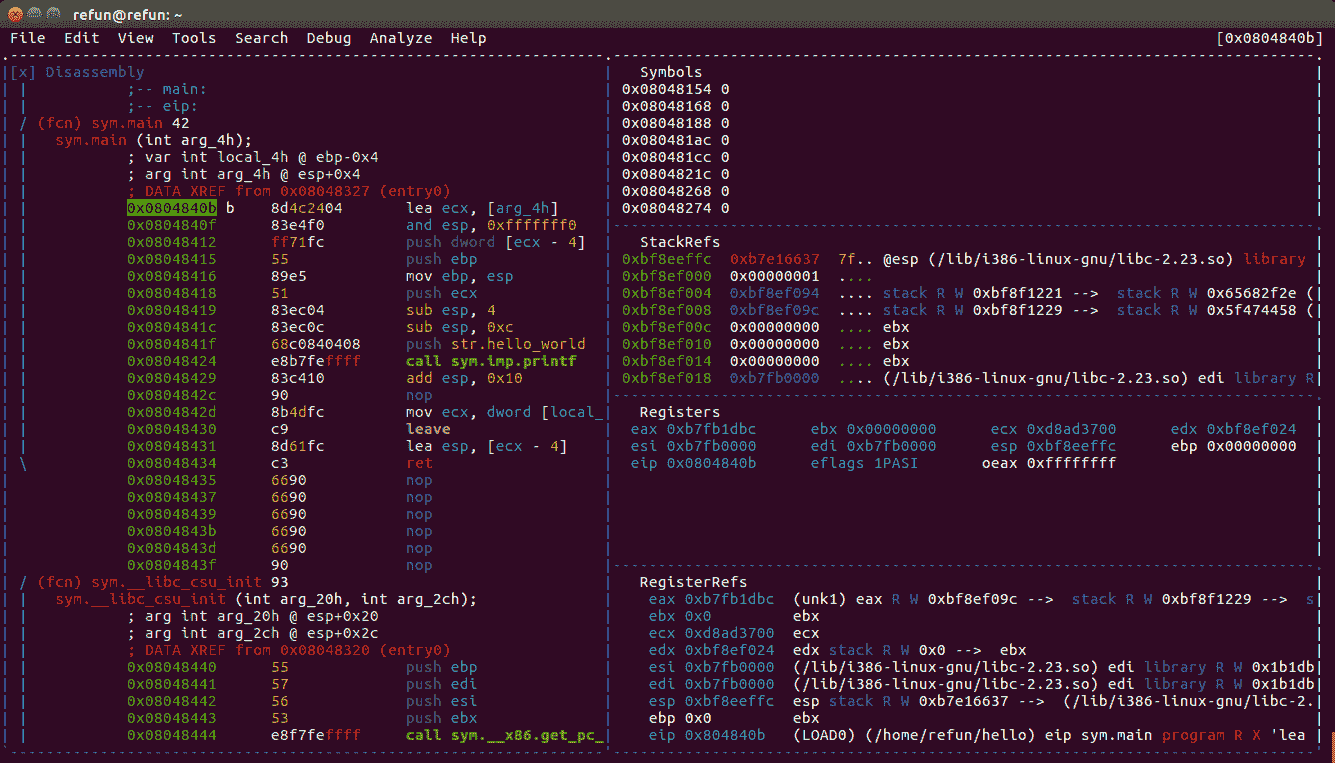 refun@refun: ~
File Edit View Tools Search Debug Analyze Help [0x0804840b]
[x] Disassembly
;-- main:
;-- eip:
/ (fcn) sym.main 42
sym.main (int arg_4h);
; var int local_4h @ ebp-0x4
; arg int arg_4h @ esp+0x4
; DATA XREF from 0x08048327 (entry0)
0x0804840b b 8d4c2404 lea ecx, [arg_4h]
0x0804840f 83e4f0 and esp, 0xfffffff0
0x08048412 ff71fc push dword [ecx - 4]
0x08048415 55 push ebp
0x08048416 89e5 mov ebp, esp
0x08048418 51 push ecx
0x08048419 83ec04 sub esp, 4
0x0804841c 83ec0c sub esp, 0xc
0x0804841f 68c0840408 push str.hello_world
0x08048424 e8b7feffff call sym.imp.printf
0x08048429 83c410 add esp, 0x10
0x0804842c 90 nop
0x0804842d 8b4dfc mov ecx, dword [local_
0x08048430 c9 leave
0x08048431 8d61fc lea esp, [ecx - 4]
\ 0x08048434 c3 ret
0x08048435 6690 nop
0x08048437 6690 nop
0x08048439 6690 nop
0x0804843b 6690 nop
0x0804843d 6690 nop
0x0804843f 90 nop
/ (fcn) sym.__libc_csu_init 93
sym.__libc_csu_init (int arg_20h, int arg_2ch);
; arg int arg_20h @ esp+0x20
; arg int arg_2ch @ esp+0x2c
; DATA XREF from 0x08048320 (entry0)
0x08048440 55 push ebp
0x08048441 57 push edi
0x08048442 56 push esi
0x08048443 53 push ebx
0x08048444 e8f7feffff call sym.__x86.get_pc_
Symbols
0x08048154 0
0x08048168 0
0x08048188 0
0x080481ac 0
0x080481cc 0
0x0804821c 0
0x08048268 0
0x08048274 0
StackRefs
0xbf8eeffc 0xb7e16637 7f.. @esp (/lib/i386-linux-gnu/libc-2.23.so) library
0xbf8ef000 0x00000001 ....
0xbf8ef004 0xbf8ef094 .... stack R W 0xbf8f1221 --> stack R W 0x65682f2e (
0xbf8ef008 0xbf8ef09c .... stack R W 0xbf8f1229 --> stack R W 0x5f474458 (
0xbf8ef00c 0x00000000 .... ebx
0xbf8ef010 0x00000000 .... ebx
0xbf8ef014 0x00000000 .... ebx
0xbf8ef018 0xb7fb0000 .... (/lib/i386-linux-gnu/libc-2.23.so) edi library R
Registers
eax 0xb7fb1dbc ebx 0x00000000 ecx 0xd8ad3700 edx 0xbf8ef024
esi 0xb7fb0000 edi 0xb7fb0000 esp 0xbf8eeffc ebp 0x00000000
eip 0x0804840b eflags 1PASI oeax 0xffffffff
RegisterRefs
eax 0xb7fb1dbc (unk1) eax R W 0xbf8ef09c --> stack R W 0xbf8f1229 --> s
ebx 0x0 ebx
ecx 0xd8ad3700 ecx
edx 0xbf8ef024 edx stack R W 0x0 --> ebx
esi 0xb7fb0000 (/lib/i386-linux-gnu/libc-2.23.so) edi library R W 0x1b1db
edi 0xb7fb0000 (/lib/i386-linux-gnu/libc-2.23.so) edi library R W 0x1b1db
esp 0xbf8eeffc esp stack R W 0xb7e16637 --> (/lib/i386-linux-gnu/libc-2.
ebp 0x0 ebx
eip 0x804840b (LOAD0) (/home/refun/hello) eip sym.main program R X 'lea